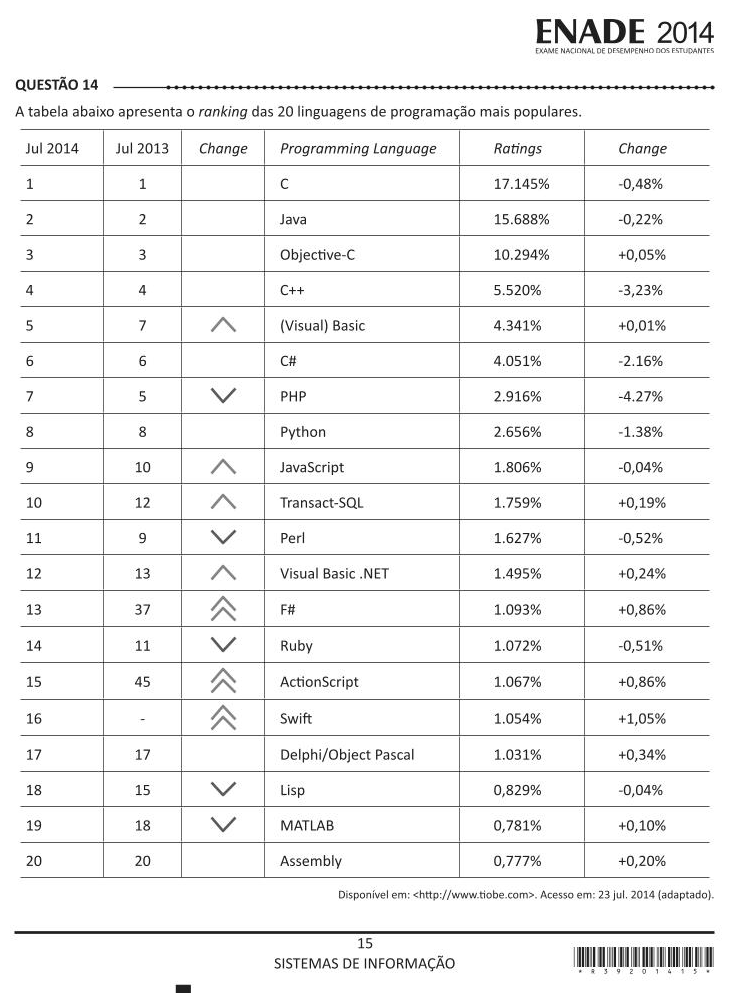 ENADE 2014
EXAME NACIONAL DE DESEMPENHO DOS ESTUDANTES
QUESTÃO 14
A tabela abaixo apresenta o ranking das 20 linguagens de programação mais populares.
Jul 2014 Jul 2013 Change Programming Language Ratings Change
1 1 C 17.145% -0,48%
2 2 Java 15.688% -0,22%
3 3 Objective-C 10.294% +0,05%
4 4 C++ 5.520% -3,23%
5 7 (Visual) Basic 4.341% +0,01%
6 6 C# 4.051% -2.16%
7 5 PHP 2.916% -4.27%
8 8 Python 2.656% -1.38%
9 10 JavaScript 1.806% -0,04%
10 12 Transact-SQL 1.759% +0,19%
11 9 Perl 1.627% -0,52%
12 13 Visual Basic .NET 1.495% +0,24%
13 37 F# 1.093% +0,86%
14 11 Ruby 1.072% -0,51%
15 45 ActionScript 1.067% +0,86%
16 - Swift 1.054% +1,05%
17 17 Delphi/Object Pascal 1.031% +0,34%
18 15 Lisp 0,829% -0,04%
19 18 MATLAB 0,781% +0,10%
20 20 Assembly 0,777% +0,20%
Disponível em: <http://www.tiobe.com>. Acesso em: 23 jul. 2014 (adaptado).
15
SISTEMAS DE INFORMAÇÃO
* R 3 9 2 0 1 4 1 5 *